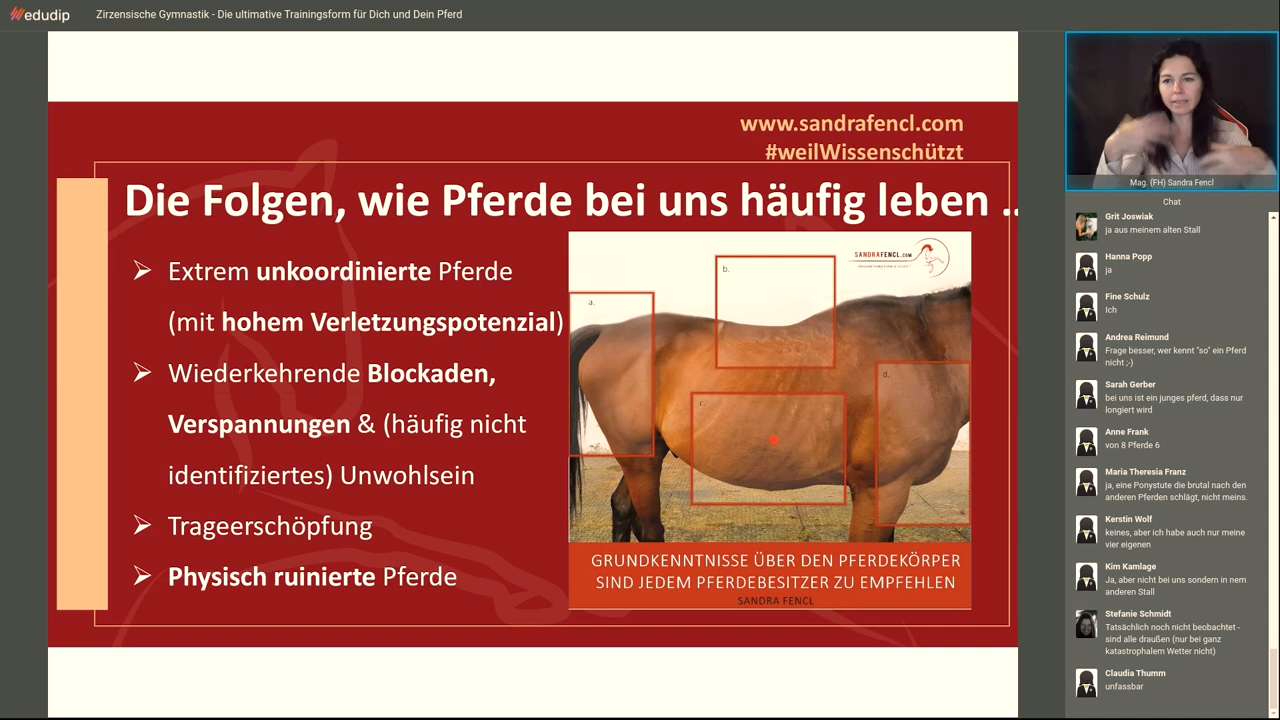 edudip
Zirzensische Gymnastik - Die ultimative Trainingsform für Dich und Dein Pferd
www.sandrafencl.com
#weilWissenschützt
Die Folgen, wie Pferde bei uns häufig leben ..
Extrem unkoordinierte Pferde
(mit hohem Verletzungspotenzial)
Wiederkehrende Blockaden,
Verspannungen & (häufig nicht
identifiziertes) Unwohlsein
Trageerschöpfung
Physisch ruinierte Pferde
SANDRAFENCL.COM
a.
b.
c.
d.
GRUNDKENNTNISSE ÜBER DEN PFERDEKÖRPER
SIND JEDEM PFERDEBESITZER ZU EMPFEHLEN
SANDRA FENCL
Mag. (FH) Sandra Fencl
Chat
Grit Joswiak
ja aus meinem alten Stall
Hanna Popp
ja
Fine Schulz
Ich
Andrea Reimund
Frage besser, wer kennt "so" ein Pferd
nicht ;-)
Sarah Gerber
bei uns ist ein junges pferd, dass nur
longiert wird
Anne Frank
von 8 Pferde 6
Maria Theresia Franz
ja, eine Ponystute die brutal nach den
anderen Pferden schlägt, nicht meins.
Kerstin Wolf
keines, aber ich habe auch nur meine
vier eigenen
Kim Kamlage
Ja, aber nicht bei uns sondern in nem
anderen Stall
Stefanie Schmidt
Tatsächlich noch nicht beobachtet -
sind alle draußen (nur bei ganz
katastrophalem Wetter nicht)
Claudia Thumm
unfassbar